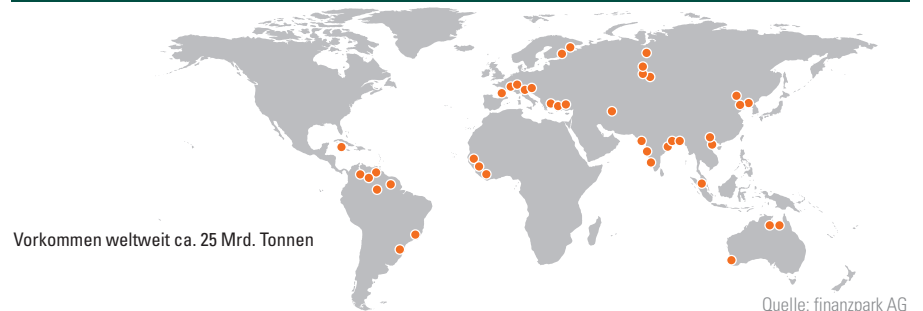 Vorkommen weltweit ca. 25 Mrd. Tonnen
Quelle: finanzpark AG